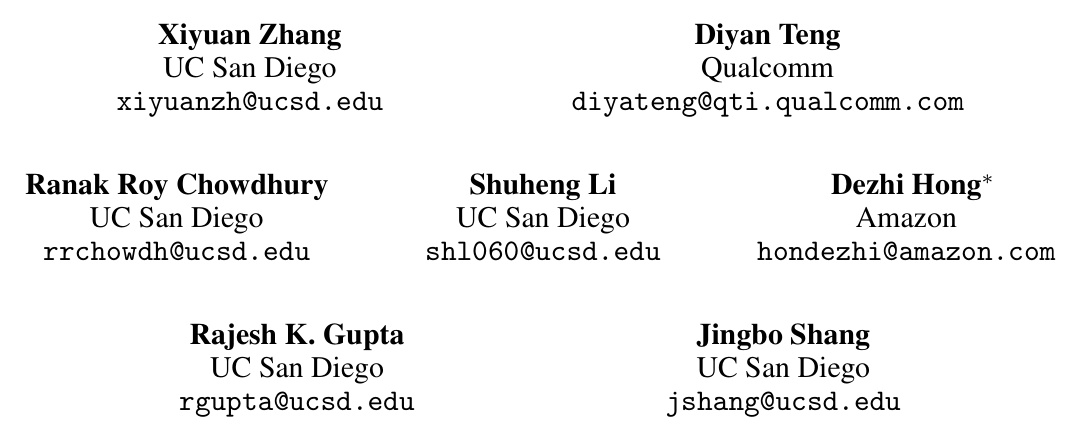 Xiyuan Zhang
UC San Diego
xiyuanzh@ucsd.edu
Diyan Teng
Qualcomm
diyateng@qti.qualcomm.com
Ranak Roy Chowdhury
UC San Diego
rrchowdh@ucsd.edu
Shuheng Li
UC San Diego
shl060@ucsd.edu
Dezhi Hong*
Amazon
hondezhi@amazon.com
Rajesh K. Gupta
UC San Diego
rgupta@ucsd.edu
Jingbo Shang
UC San Diego
jshang@ucsd.edu